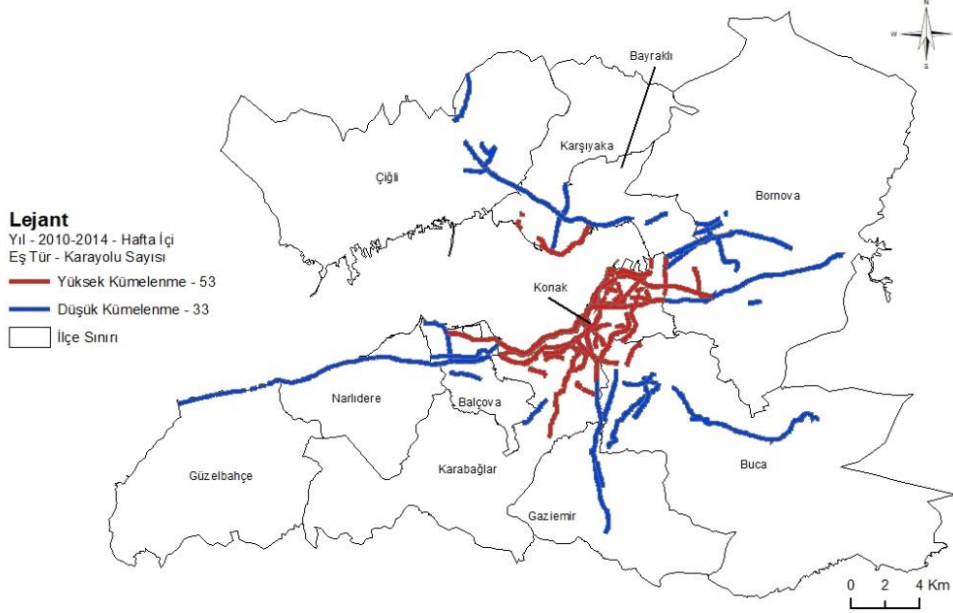 N
W
E
S
Bayraklı
Karşıyaka
Çiğli
Bornova
Lejant
Yıl - 2010-2014 - Hafta İçi
Eş Tür - Karayolu Sayısı
Yüksek Kümelenme - 53
Düşük Kümelenme - 33
İlçe Sınırı
Konak
Narlıdere
Balçova
Güzelbahçe
Karabağlar
Buca
Gaziemir
0 2 4 Km